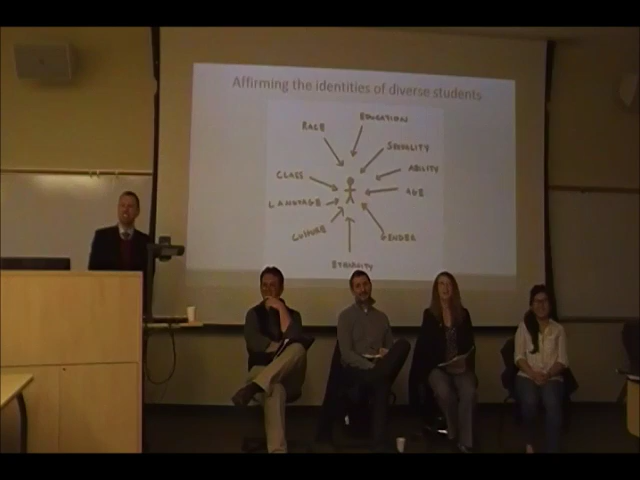 Affirming the identities of diverse students
EDUCATION
RACE
SEXUALITY
ABILITY
CLASS
AGE
LANGUAGE
CULTURE
GENDER
ETHNICITY